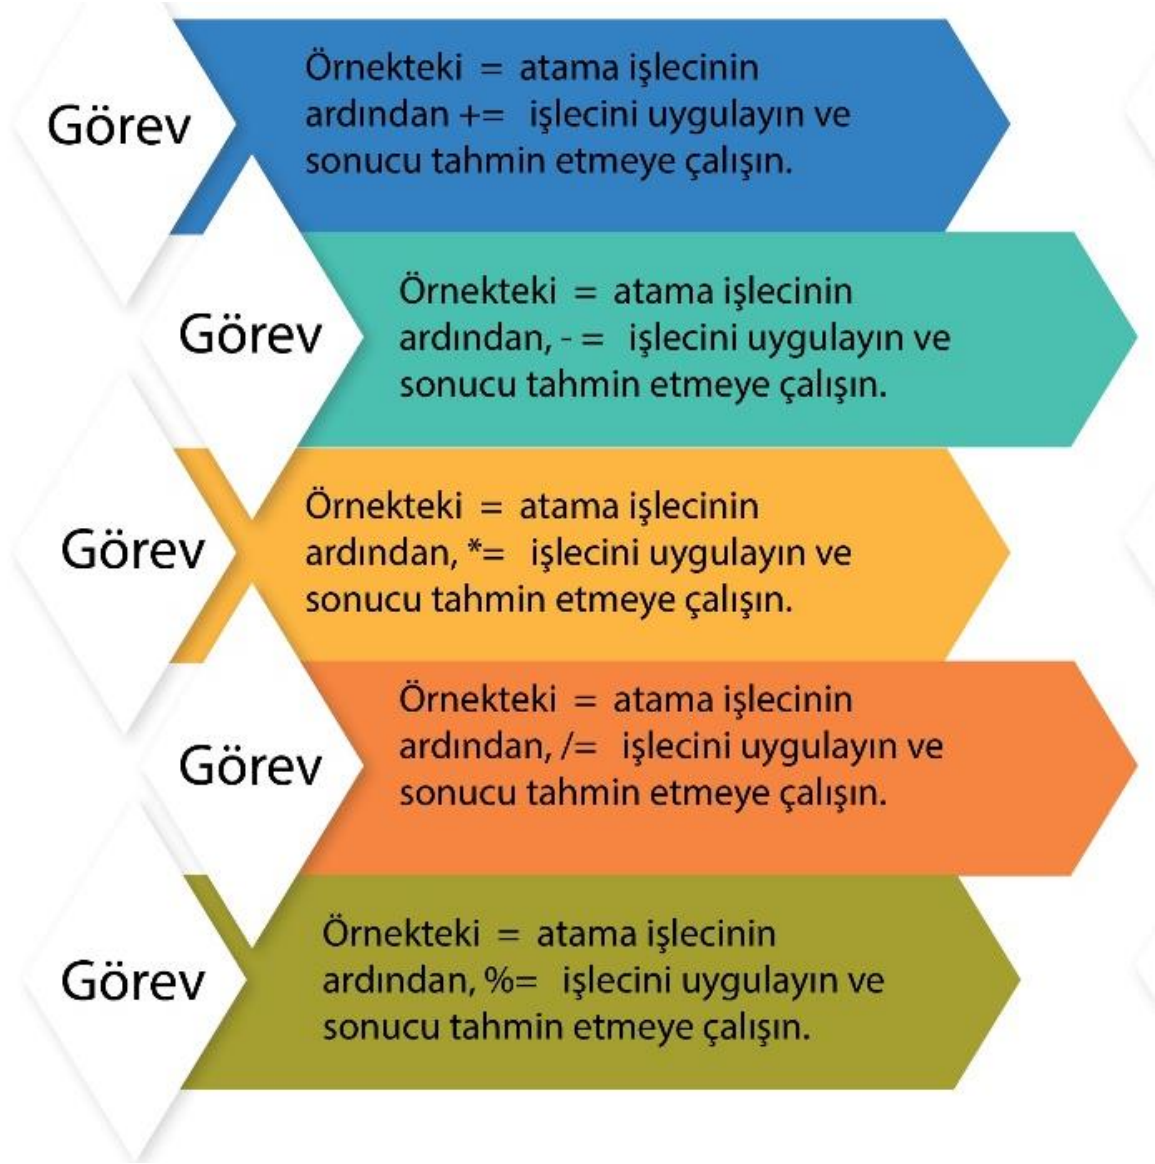 Görev
Örnekteki = atama işlecinin
ardından += işlecini uygulayın ve
sonucu tahmin etmeye çalışın.
Görev
Örnekteki = atama işlecinin
ardından, - = işlecini uygulayın ve
sonucu tahmin etmeye çalışın.
Görev
Örnekteki = atama işlecinin
ardından, *= işlecini uygulayın ve
sonucu tahmin etmeye çalışın.
Görev
Örnekteki = atama işlecinin
ardından, /= işlecini uygulayın ve
sonucu tahmin etmeye çalışın.
Görev
Örnekteki = atama işlecinin
ardından, %= işlecini uygulayın ve
sonucu tahmin etmeye çalışın.